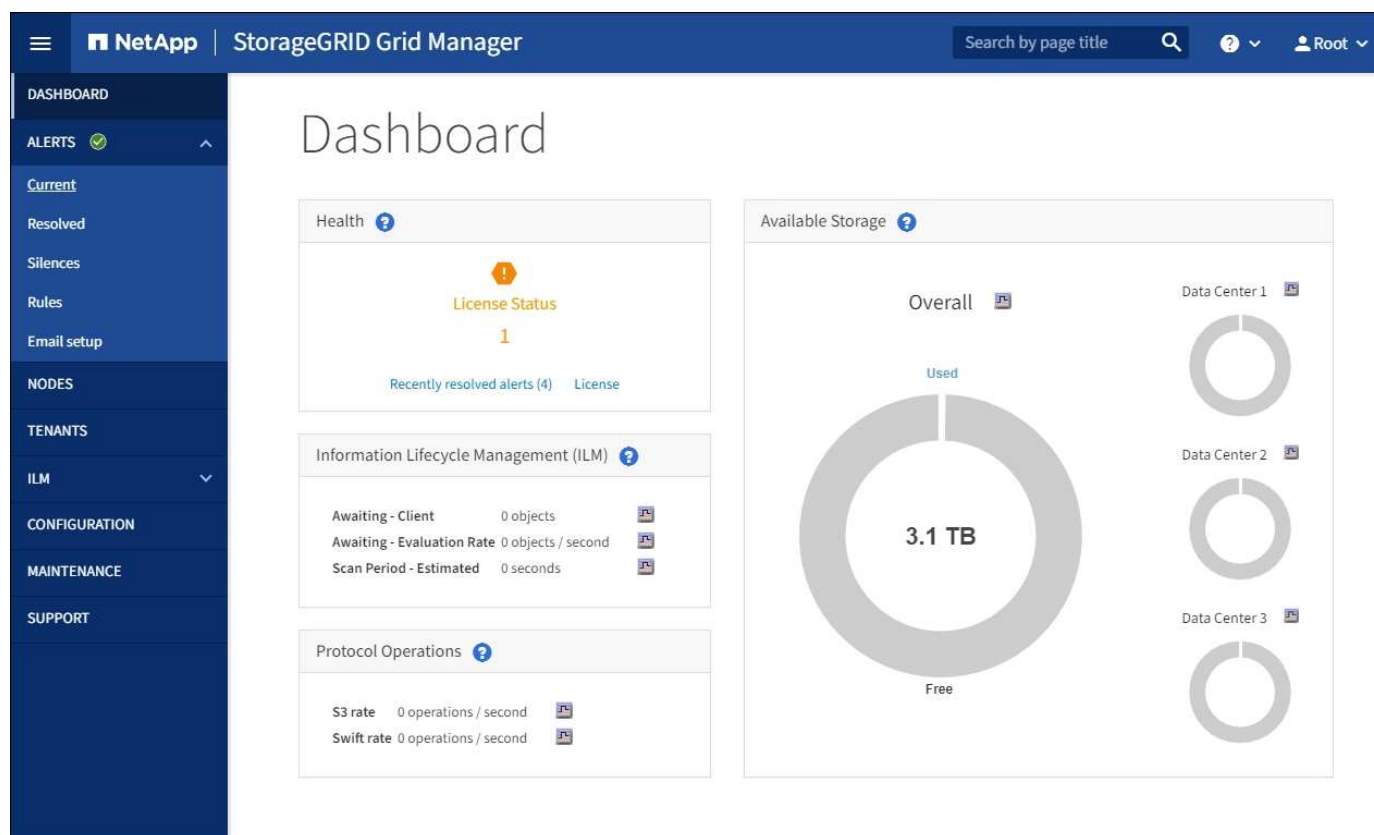 NetApp | StorageGRID Grid Manager
Search by page title
Root
DASHBOARD
ALERTS
Current
Resolved
Silences
Rules
Email setup
NODES
TENANTS
ILM
CONFIGURATION
MAINTENANCE
SUPPORT
Dashboard
Health
License Status
1
Recently resolved alerts (4) License
Information Lifecycle Management (ILM)
Awaiting - Client 0 objects
Awaiting - Evaluation Rate 0 objects / second
Scan Period - Estimated 0 seconds
Protocol Operations
S3 rate 0 operations / second
Swift rate 0 operations / second
Available Storage
Overall
Used
3.1 TB
Free
Data Center 1
Data Center 2
Data Center 3